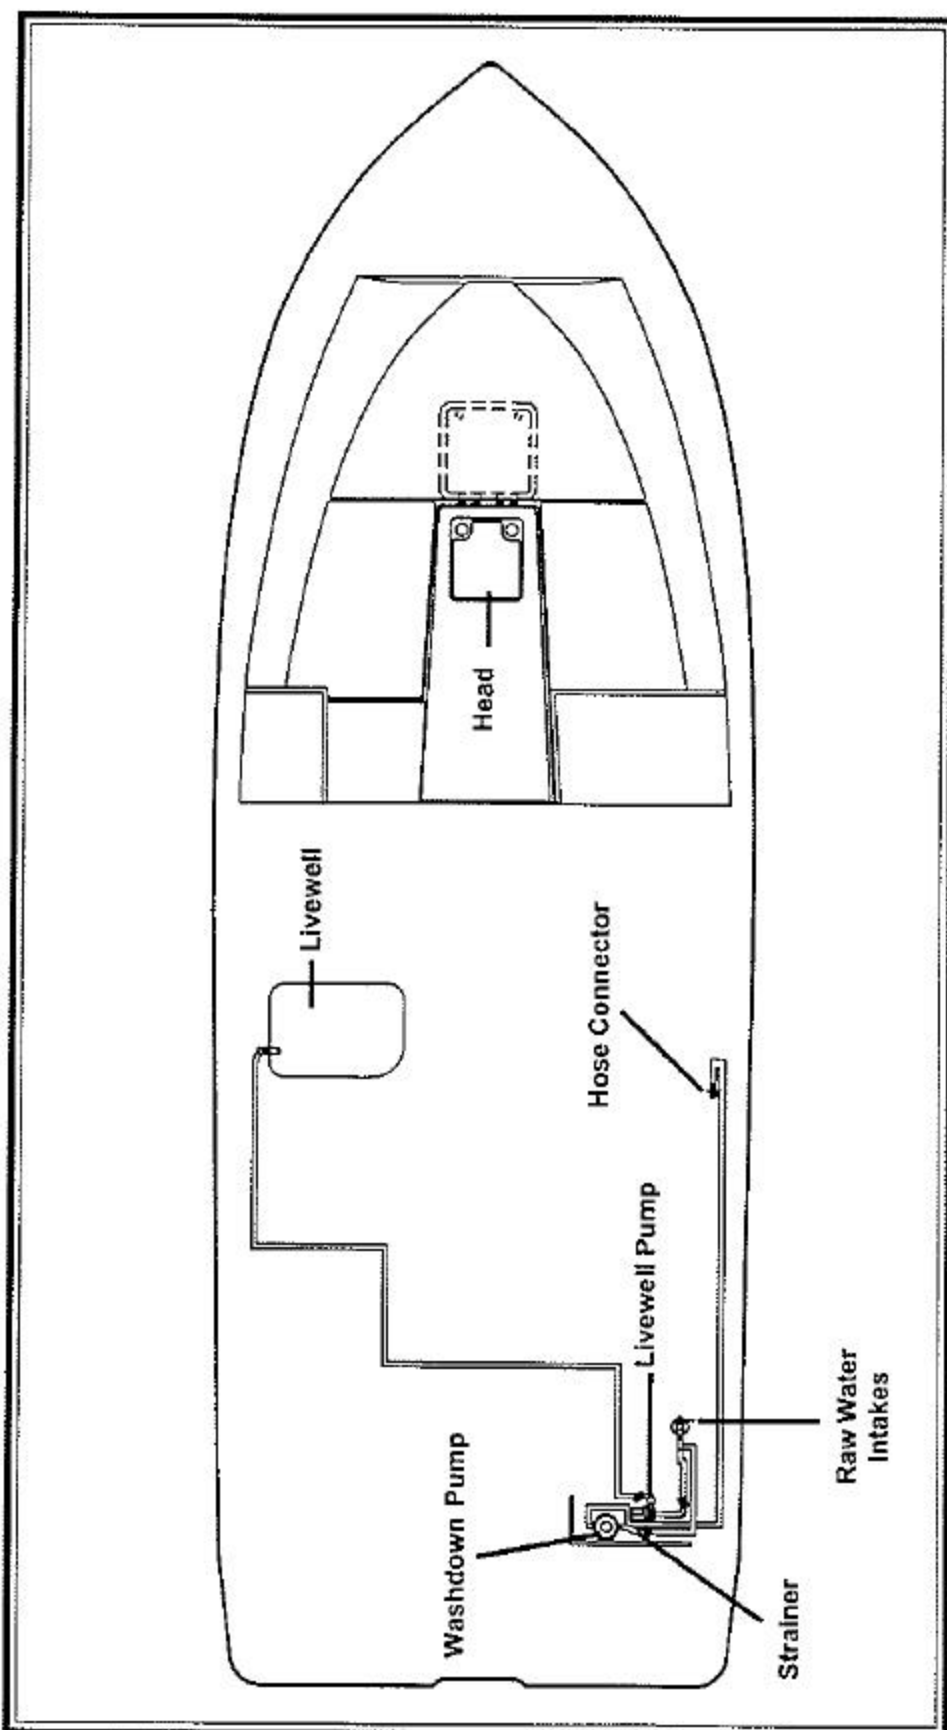 Head
Livewell
Hose Connector
Livewell Pump
Raw Water
Intakes
Washdown Pump
Strainer